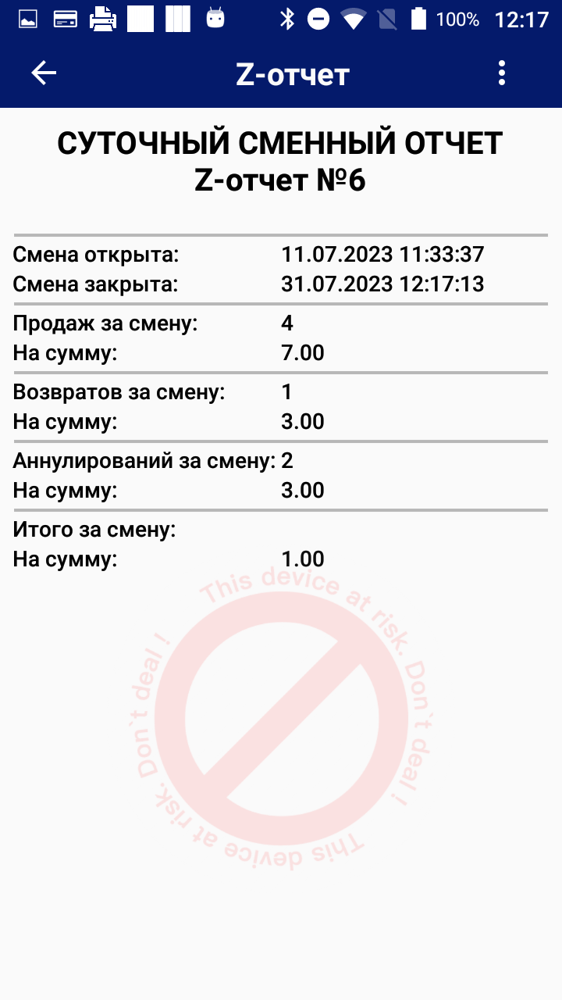 100% 12:17
Z-отчет
СУТОЧНЫЙ СМЕННЫЙ ОТЧЕТ
Z-отчет №6
Смена открыта: 11.07.2023 11:33:37
Смена закрыта: 31.07.2023 12:17:13
Продаж за смену: 4
На сумму: 7.00
Возвратов за смену: 1
На сумму: 3.00
Аннулирований за смену: 2
На сумму: 3.00
Итого за смену:
На сумму: 1.00
This device at risk. Don`t deal !
This device at risk. Don`t deal !